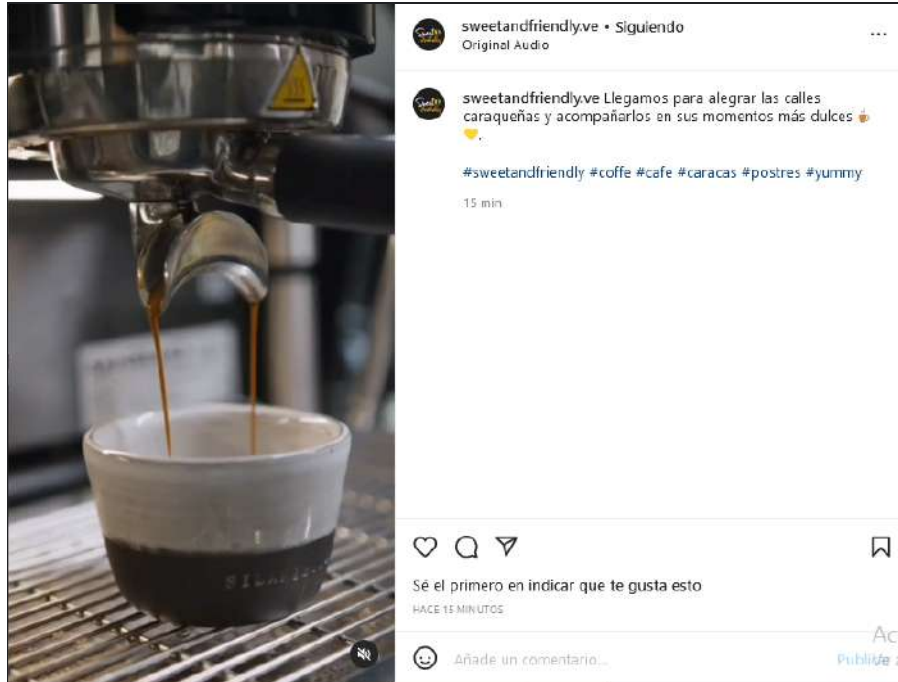 sweetandfriendly.ve • Siguiendo
Original Audio
sweetandfriendly.ve Llegamos para alegrar las calles
caraqueñas y acompañarlos en sus momentos más dulces ☕
💛.
#sweetandfriendly #coffe #cafe #caracas #postres #yummy
15 min
Sé el primero en indicar que te gusta esto
HACE 15 MINUTOS
Añade un comentario...